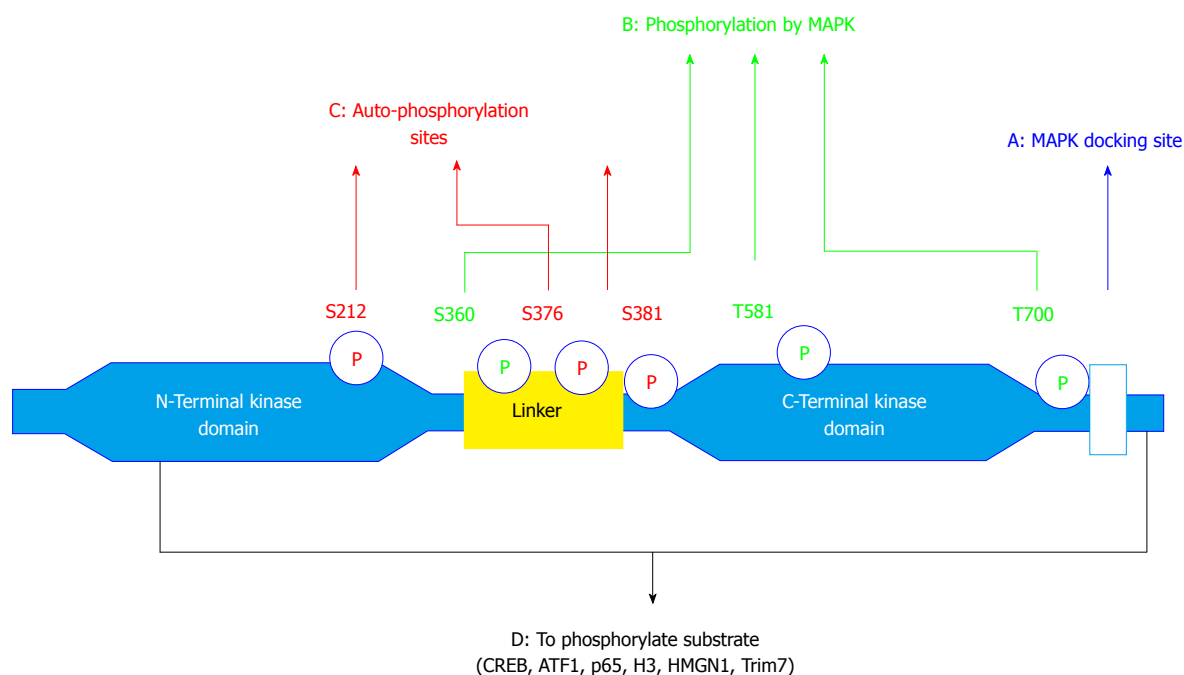 B: Phosphorylation by MAPK
C: Auto-phosphorylation
sites
A: MAPK docking site
S212
S360
S376
S381
T581
T700
P
P
P
P
P
P
N-Terminal kinase
domain
Linker
C-Terminal kinase
domain
D: To phosphorylate substrate
(CREB, ATF1, p65, H3, HMGN1, Trim7)